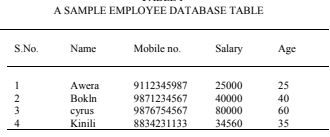 A SAMPLE EMPLOYEE DATABASE TABLE
S.No. Name Mobile no. Salary Age
1 Awera 9112345987 25000 25
2 Bokln 9871234567 40000 40
3 cyrus 9876754567 80000 60
4 Kinili 8834231133 34560 35